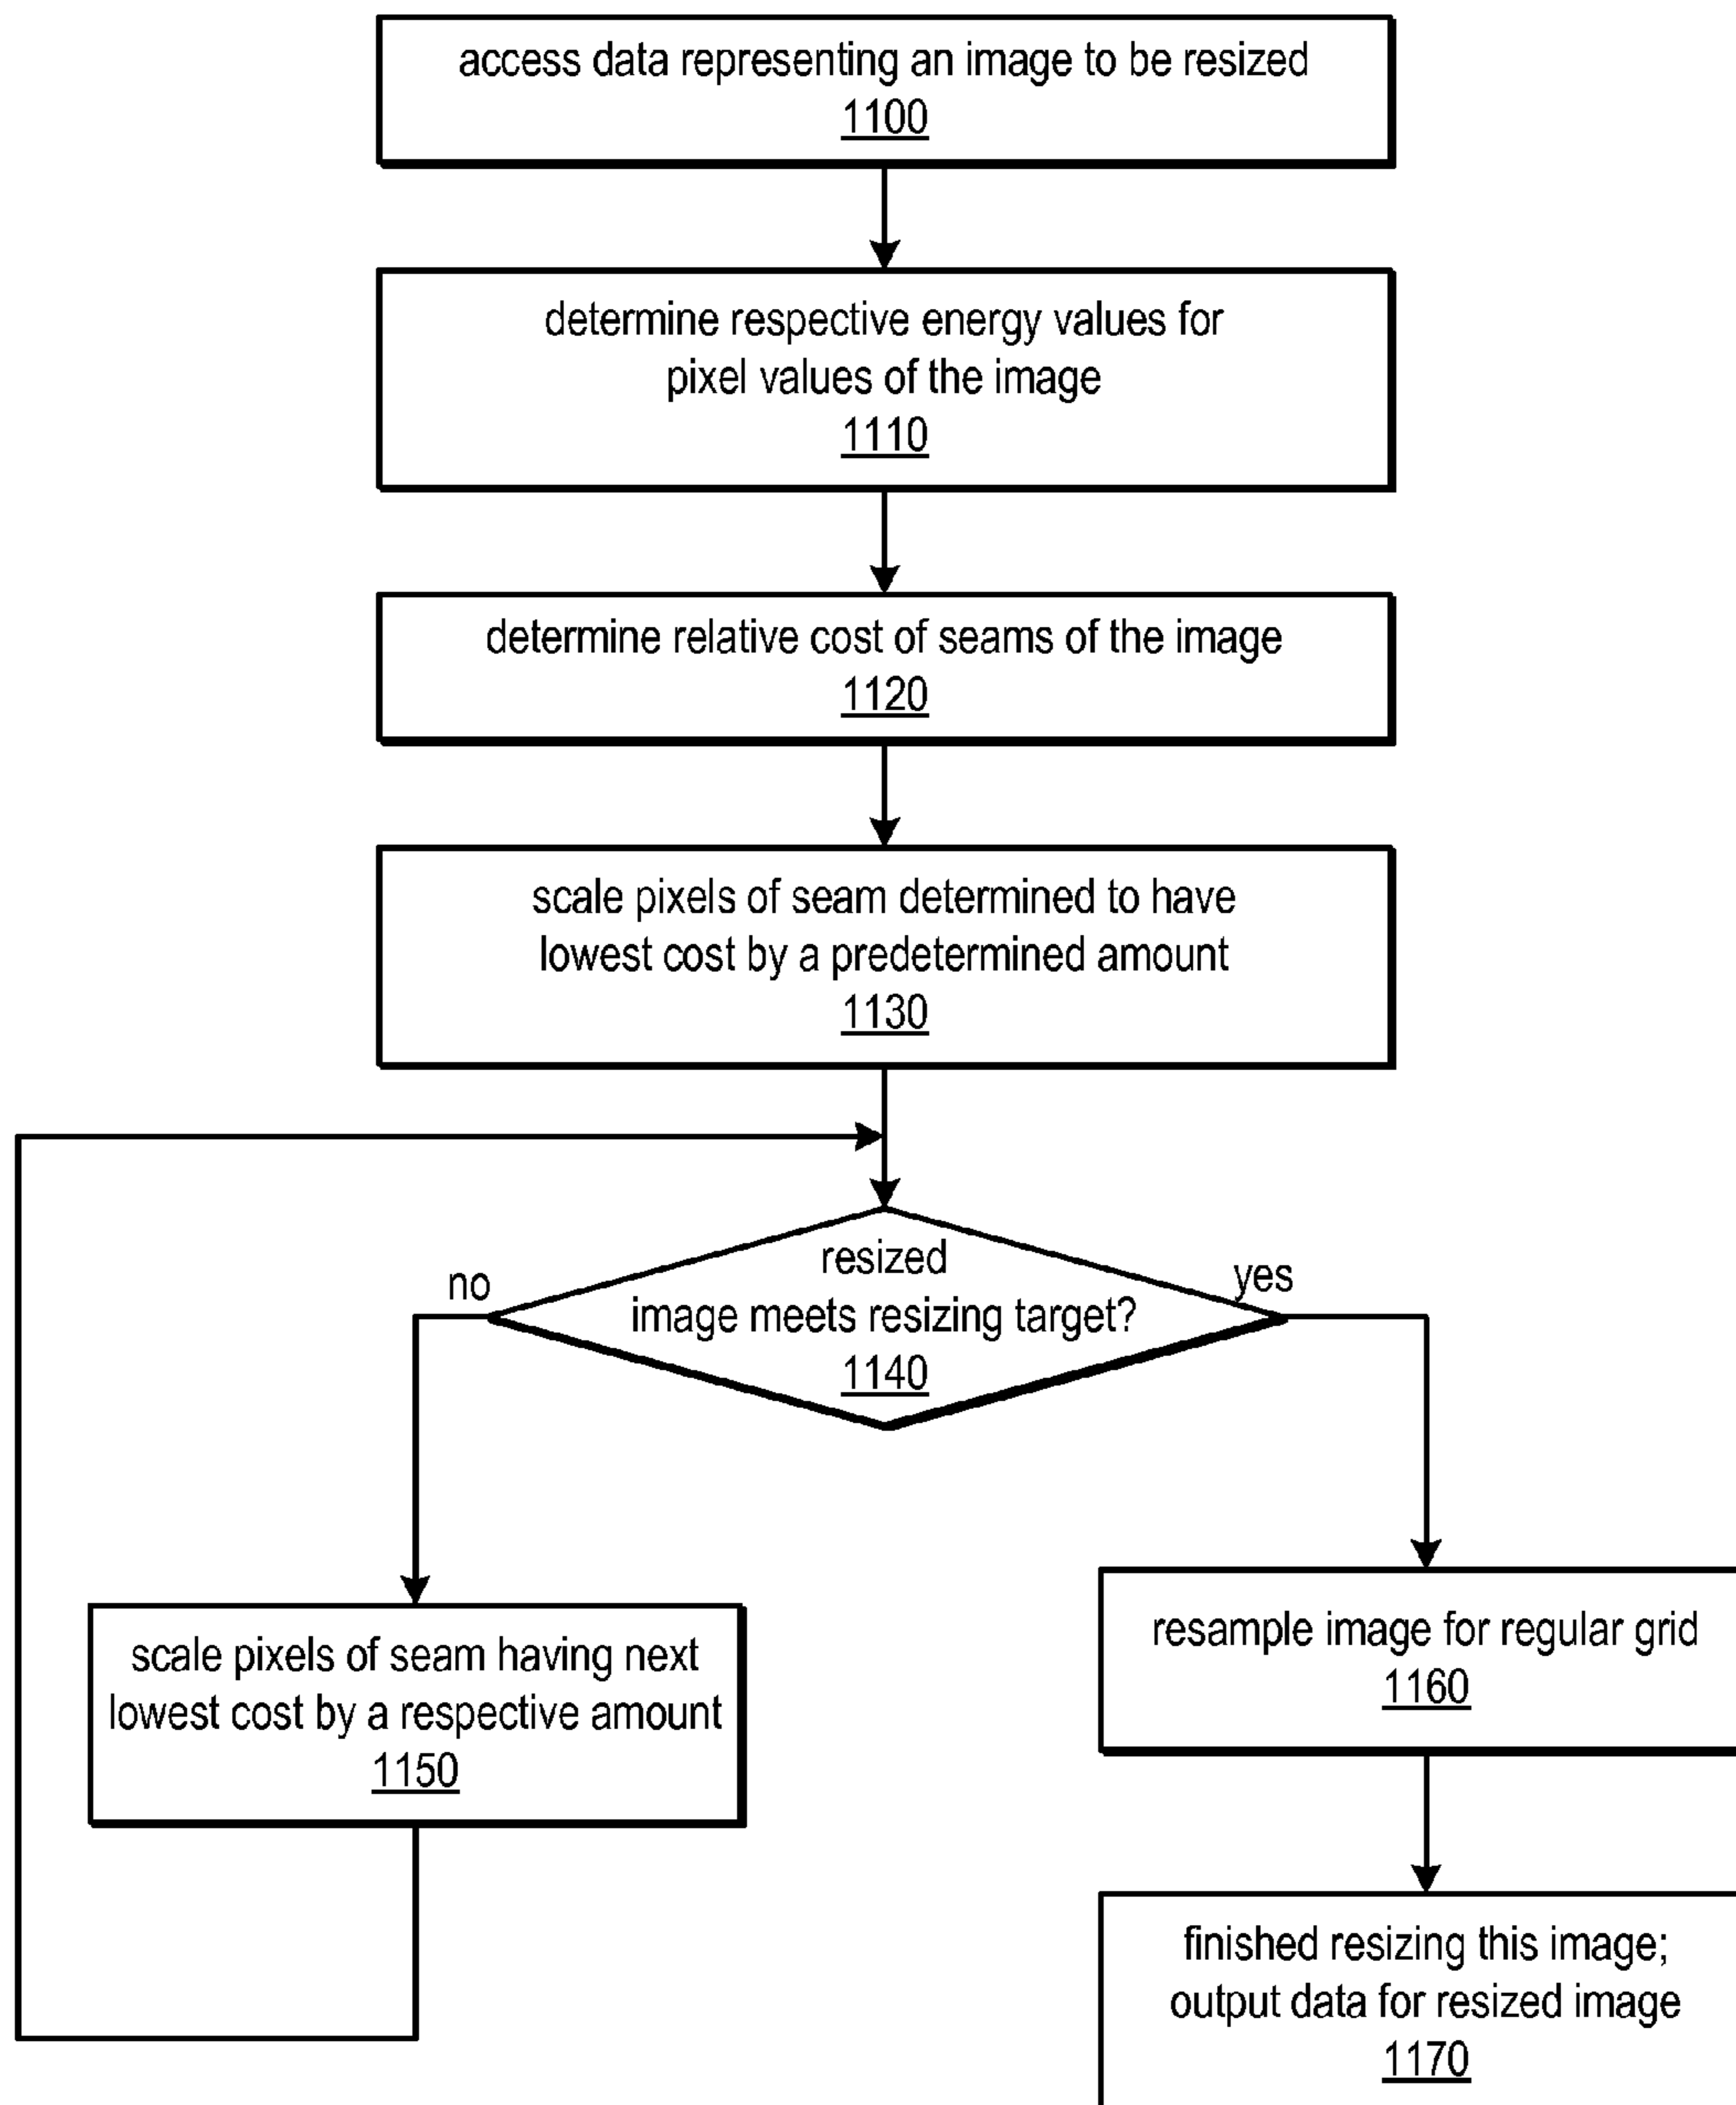 access data representing an image to be resized
1100
determine respective energy values for
pixel values of the image
1110
determine relative cost of seams of the image
1120
scale pixels of seam determined to have
lowest cost by a predetermined amount
1130
resized
image meets resizing target?
1140
no
yes
scale pixels of seam having next
lowest cost by a respective amount
1150
resample image for regular grid
1160
finished resizing this image;
output data for resized image
1170